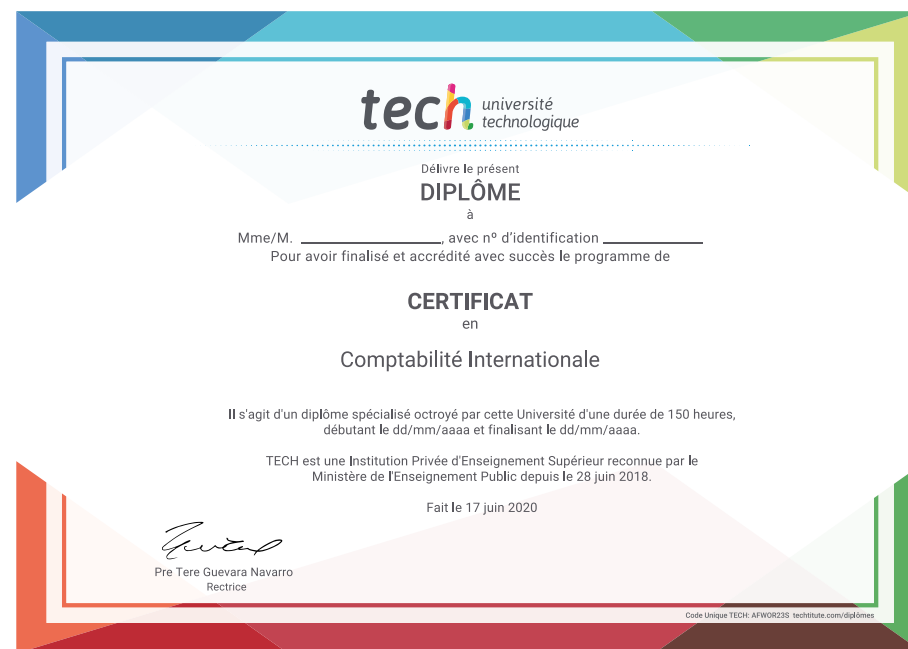 tech université
technologique
Délivre le présent
DIPLÔME
à
Mme/M. ____________________, avec nº d'identification ______________
Pour avoir finalisé et accrédité avec succès le programme de
CERTIFICAT
en
Comptabilité Internationale
Il s'agit d'un diplôme spécialisé octroyé par cette Université d'une durée de 150 heures,
débutant le dd/mm/aaaa et finalisant le dd/mm/aaaa.
TECH est une Institution Privée d'Enseignement Supérieur reconnue par le
Ministère de l'Enseignement Public depuis le 28 juin 2018.
Fait le 17 juin 2020
Pre Tere Guevara Navarro
Rectrice
Code Unique TECH: AFWOR23S techtitute.com/diplômes